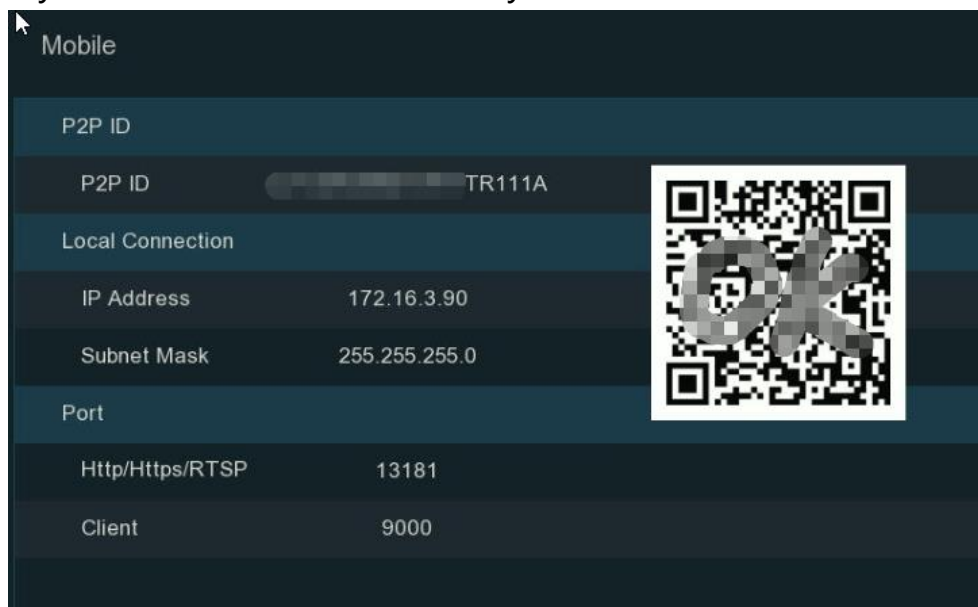 Mobile
P2P ID
P2P ID TR111A
Local Connection
IP Address 172.16.3.90
Subnet Mask 255.255.255.0
Port
Http/Https/RTSP 13181
Client 9000
OK